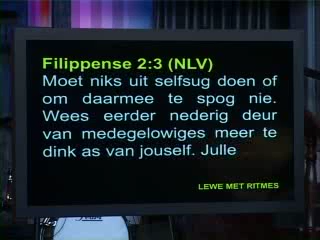 Filippense 2:3 (NLV)
Moet niks uit selfsug doen of
om daarmee te spog nie.
Wees eerder nederig deur
van medegelowiges meer te
dink as van jouself. Julle
LEWE MET RITMES